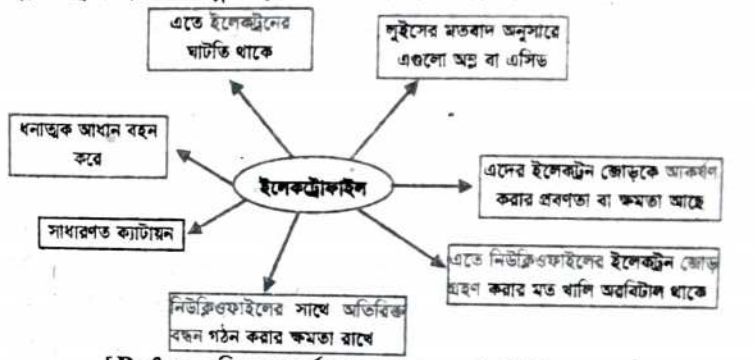 এতে ইলেকট্রনের
ঘাটতি থাকে
লুইসের মতবাদ অনুসারে
এগুলো অম্ল বা এসিড
ধনাত্মক আধান বহন
করে
ইলেকট্রোফাইল
এদের ইলেকট্রন জোড়কে আকর্ষণ
করার প্রবণতা বা ক্ষমতা আছে
সাধারণত ক্যাটায়ন
এতে নিউক্লিওফাইলের ইলেকট্রন জোড়
গ্রহণ করার মত খালি অরবিটাল থাকে
নিউক্লিওফাইলের সাথে অতিরিক্ত
বন্ধন গঠন করার ক্ষমতা রাখে